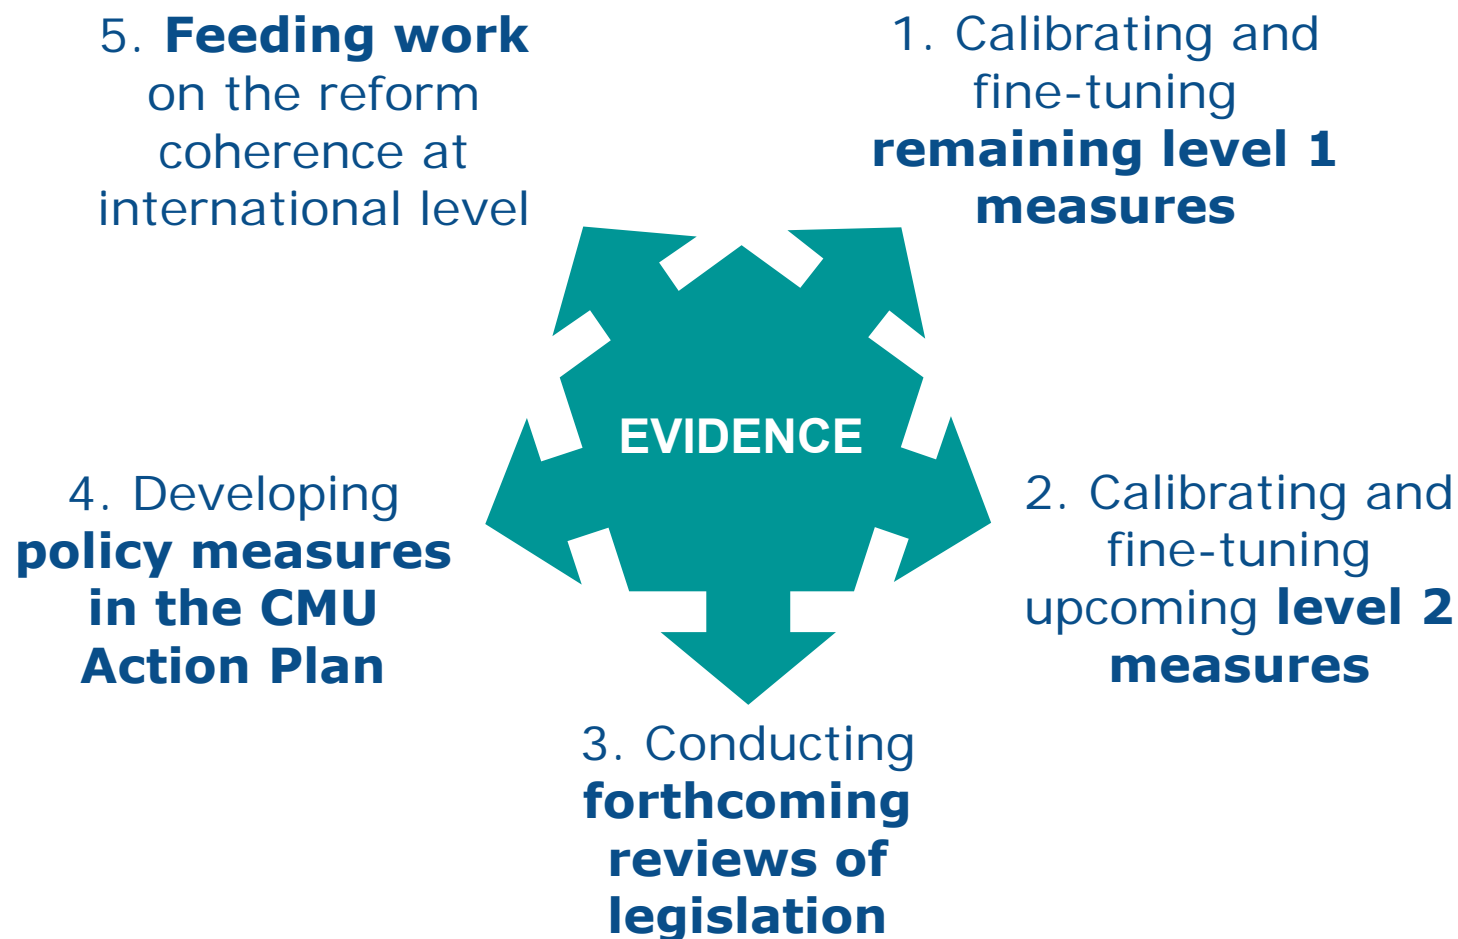 5. Feeding work
on the reform
coherence at
international level
1. Calibrating and
fine-tuning
remaining level 1
measures
EVIDENCE
4. Developing
policy measures
in the CMU
Action Plan
2. Calibrating and
fine-tuning
upcoming level 2
measures
3. Conducting
forthcoming
reviews of
legislation